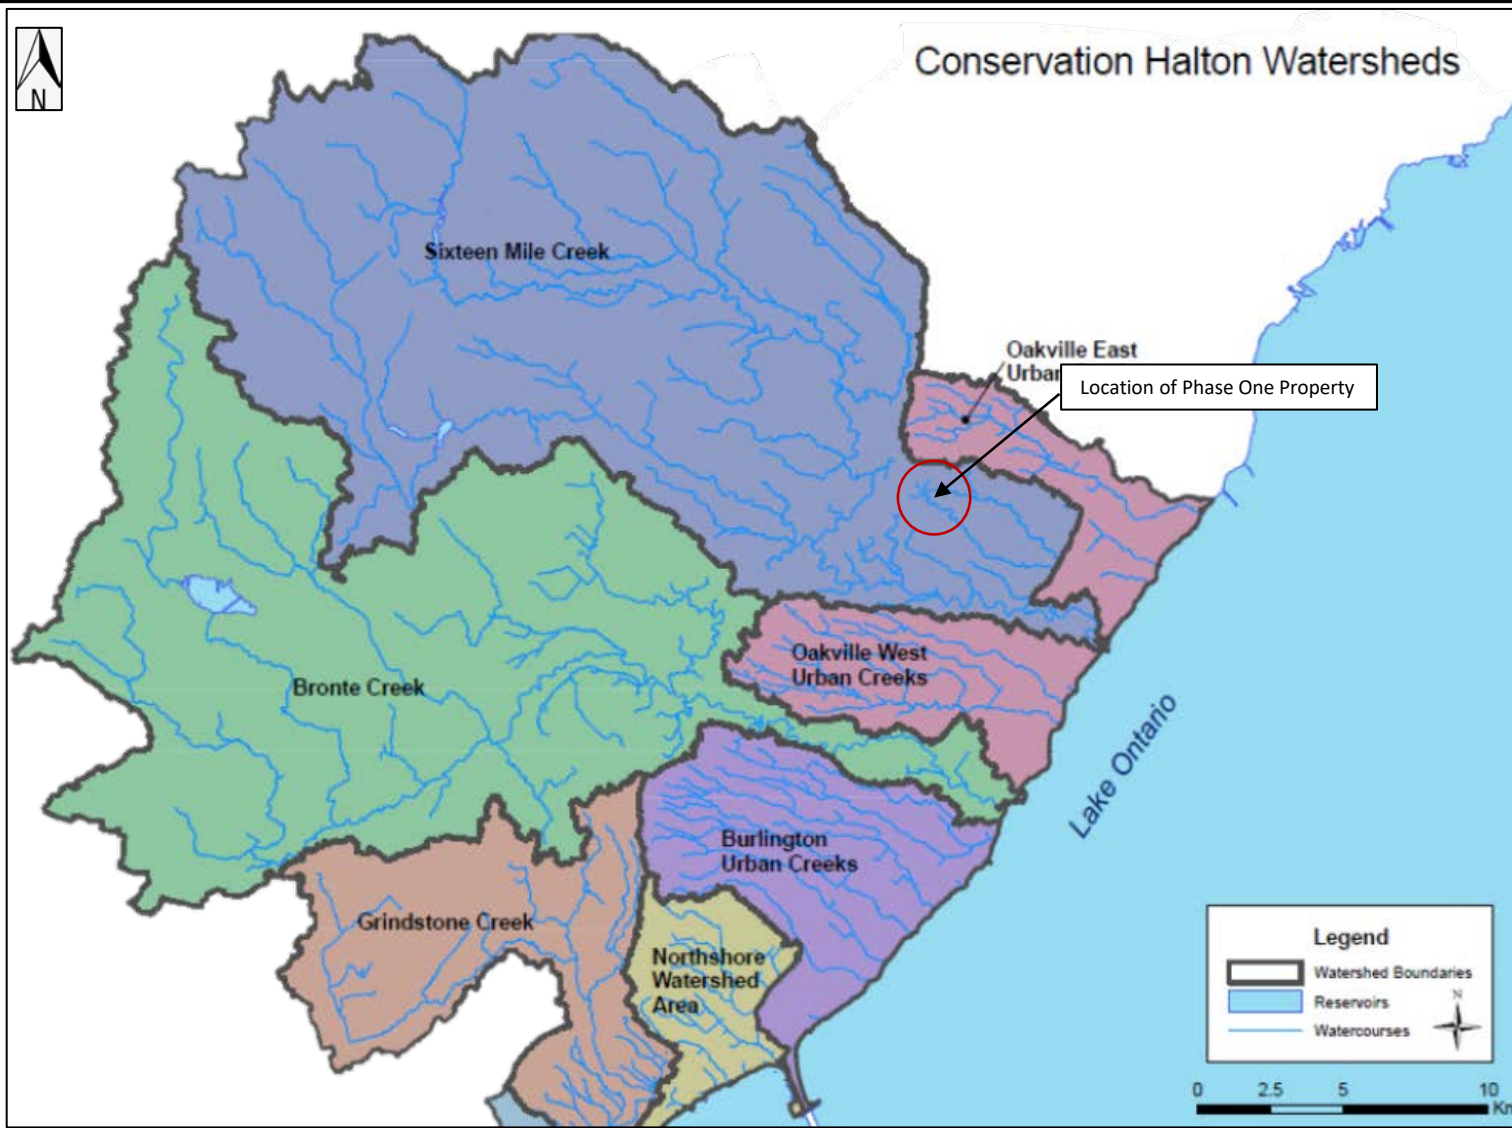 N
Conservation Halton Watersheds
Sixteen Mile Creek
Oakville East
Urban
Location of Phase One Property
Oakville West
Urban Creeks
Bronte Creek
Lake Ontario
Burlington
Urban Creeks
Grindstone Creek
Northshore
Watershed
Area
Legend
Watershed Boundaries
Reservoirs
Watercourses
N
0 2.5 5 10
Km